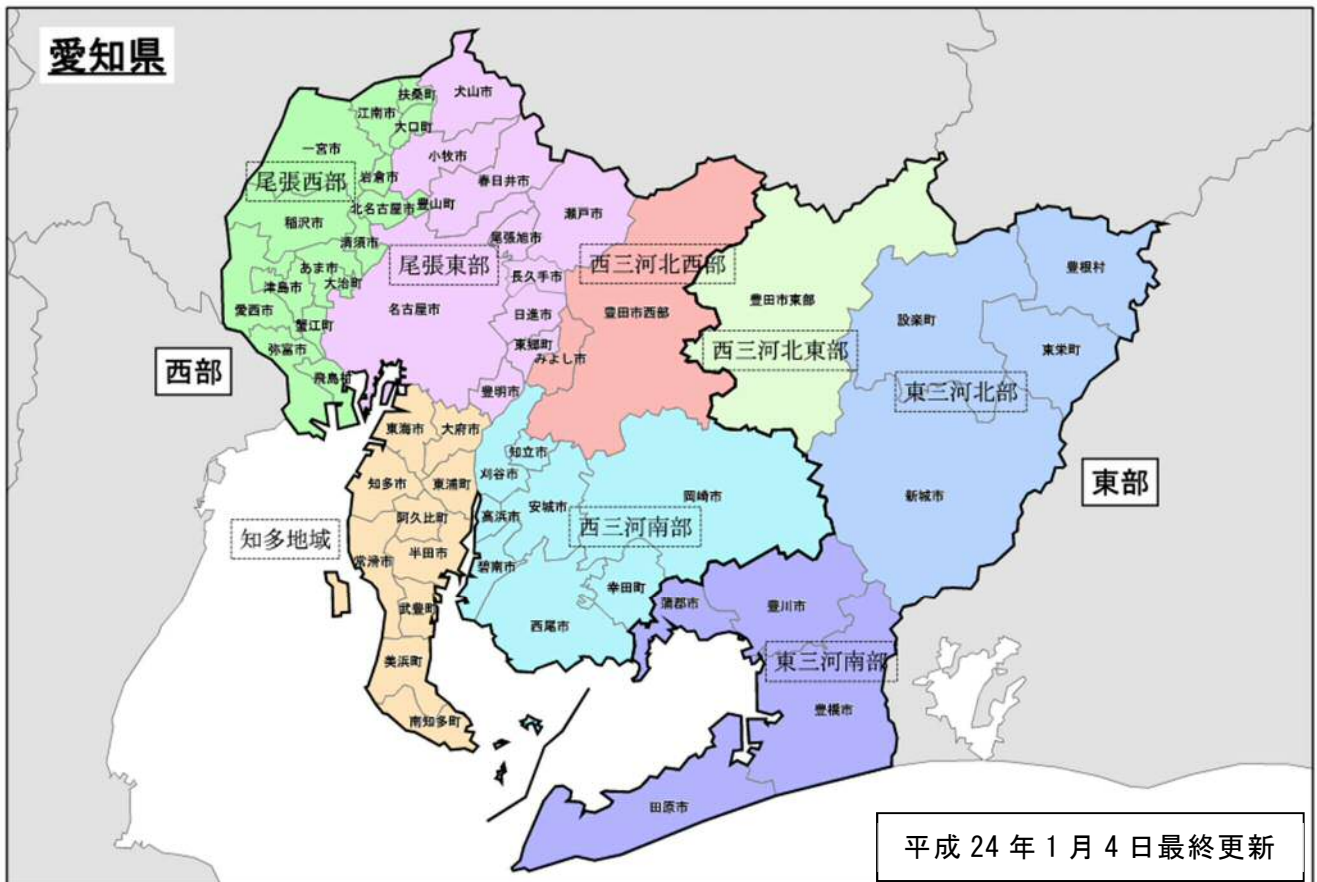 愛知県
扶桑町
犬山市
江南市
大口町
一宮市
小牧市
尾張西部
岩倉市
春日井市
北名古屋市
豊山町
瀬戸市
稲沢市
清須市
尾張旭市
尾張東部
西三河北西部
あま市
長久手市
津島市
大治町
豊根村
豊田市東部
愛西市
名古屋市
日進市
豊田市西部
設楽町
蟹江町
東郷町
弥富市
みよし市
西三河北東部
東栄町
西部
飛島村
豊明市
東三河北部
東海市
大府市
知立市
刈谷市
知多市
東浦町
東部
岡崎市
新城市
安城市
高浜市
阿久比町
西三河南部
知多地域
半田市
常滑市
碧南市
幸田町
蒲郡市
豊川市
武豊町
西尾市
美浜町
東三河南部
南知多町
豊橋市
田原市
平成24年1月4日最終更新